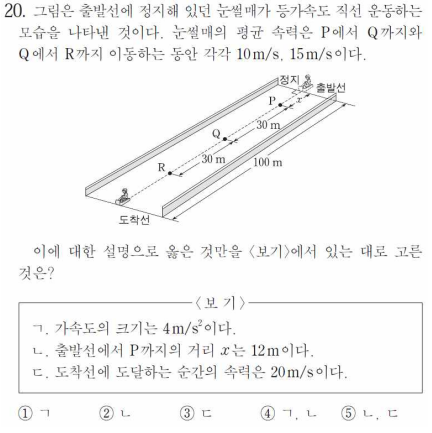 20. 그림은 출발선에 정지해 있던 눈썰매가 등가속도 직선 운동하는
모습을 나타낸 것이다. 눈썰매의 평균 속력은 P에서 Q까지와
Q에서 R까지 이동하는 동안 각각 10 m/s, 15 m/s이다.
정지
출발선
P
x
30 m
Q
30 m
R
100 m
도착선
이에 대한 설명으로 옳은 것만을 〈보기〉에서 있는 대로 고른
것은?
〈보 기〉
ㄱ. 가속도의 크기는 4 m/s²이다.
ㄴ. 출발선에서 P까지의 거리 x는 12 m이다.
ㄷ. 도착선에 도달하는 순간의 속력은 20 m/s이다.
① ㄱ ② ㄴ ③ ㄷ ④ ㄱ, ㄴ ⑤ ㄴ, ㄷ